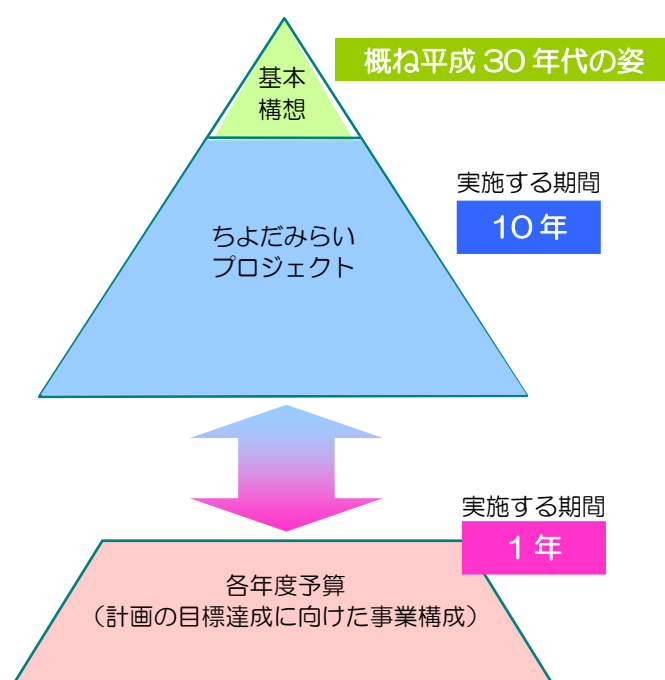 基本
構想
概ね平成 30 年代の姿
実施する期間
10 年
ちよだみらい
プロジェクト
実施する期間
1 年
各年度予算
（計画の目標達成に向けた事業構成）